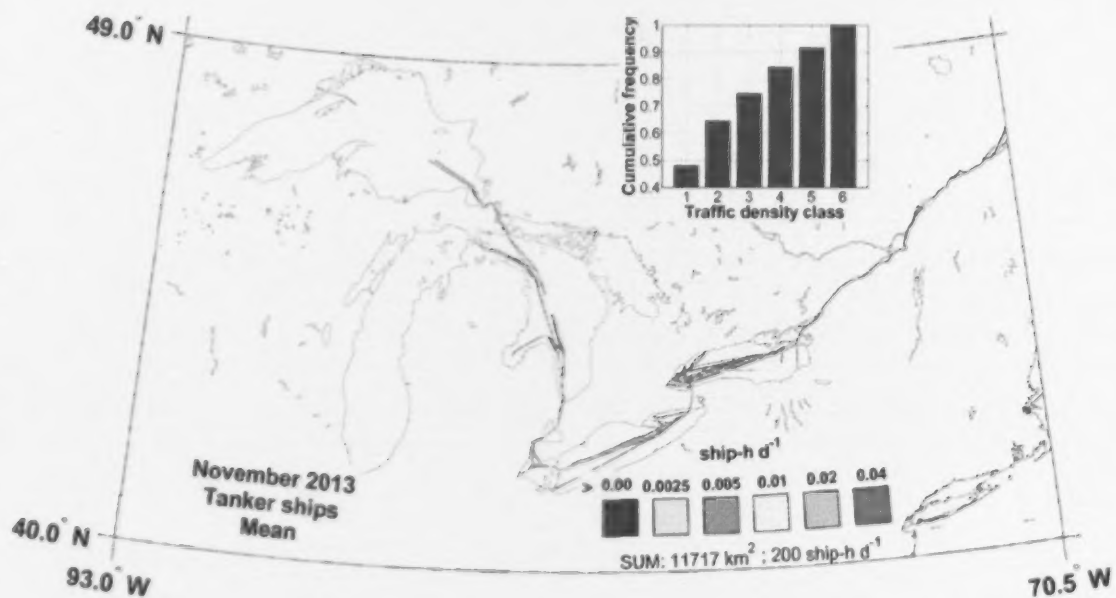 49.0° N
Cumulative frequency
1
0.9
0.8
0.7
0.6
0.5
0.4
1 2 3 4 5 6
Traffic density class
November 2013
Tanker ships
Mean
ship-h d⁻¹
> 0.00 0.0025 0.005 0.01 0.02 0.04
SUM: 11717 km² ; 200 ship-h d⁻¹
40.0° N
93.0° W
70.5° W